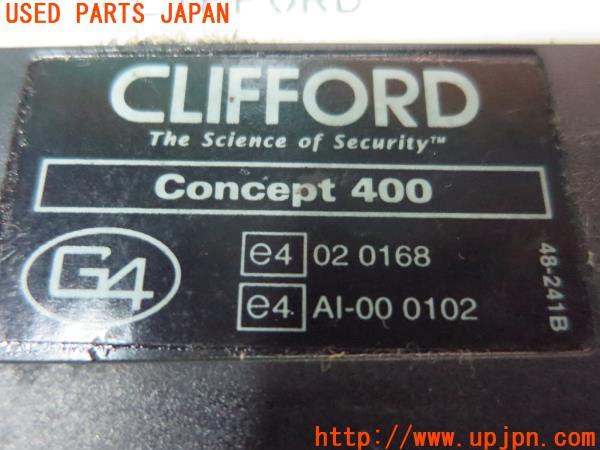 USED PARTS JAPAN
CLIFFORD
The Science of Security™
Concept 400
G4
e4 02 0168
e4 AI-00 0102
48-241B
http://www.upjpn.com